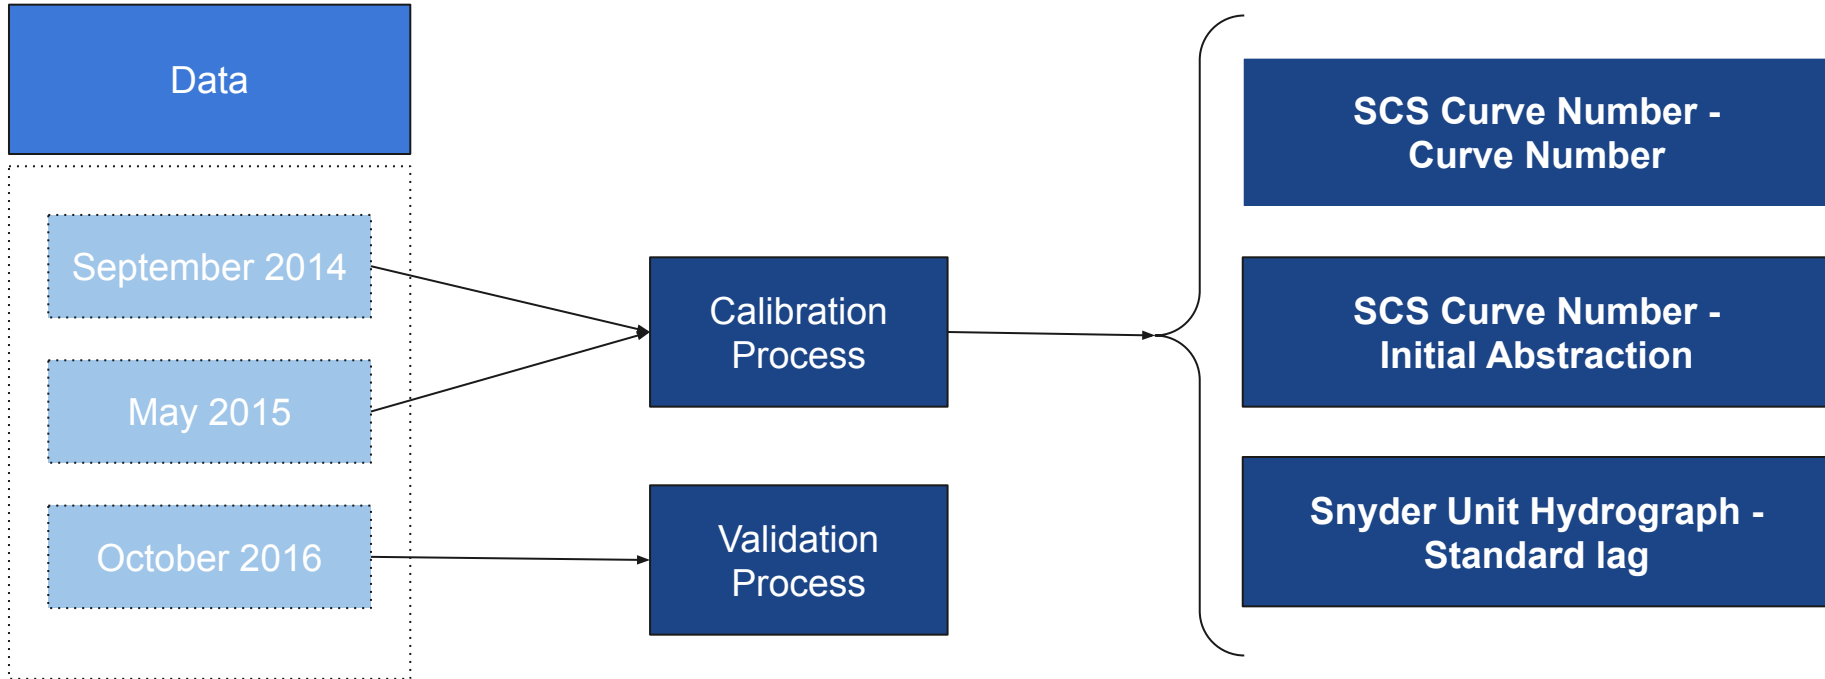 Data
September 2014
May 2015
October 2016
Calibration
Process
Validation
Process
SCS Curve Number -
Curve Number
SCS Curve Number -
Initial Abstraction
Snyder Unit Hydrograph -
Standard lag